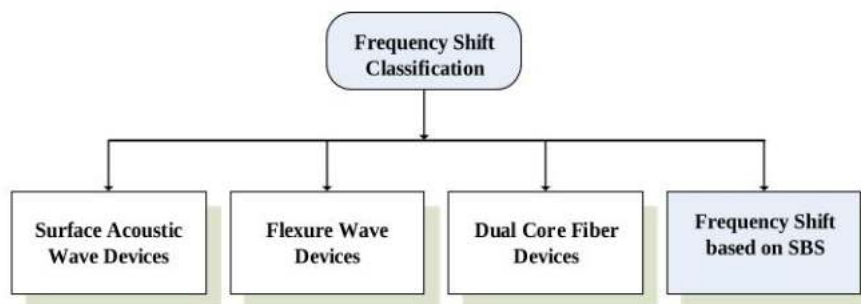 Frequency Shift
Classification
Surface Acoustic
Wave Devices
Flexure Wave
Devices
Dual Core Fiber
Devices
Frequency Shift
based on SBS